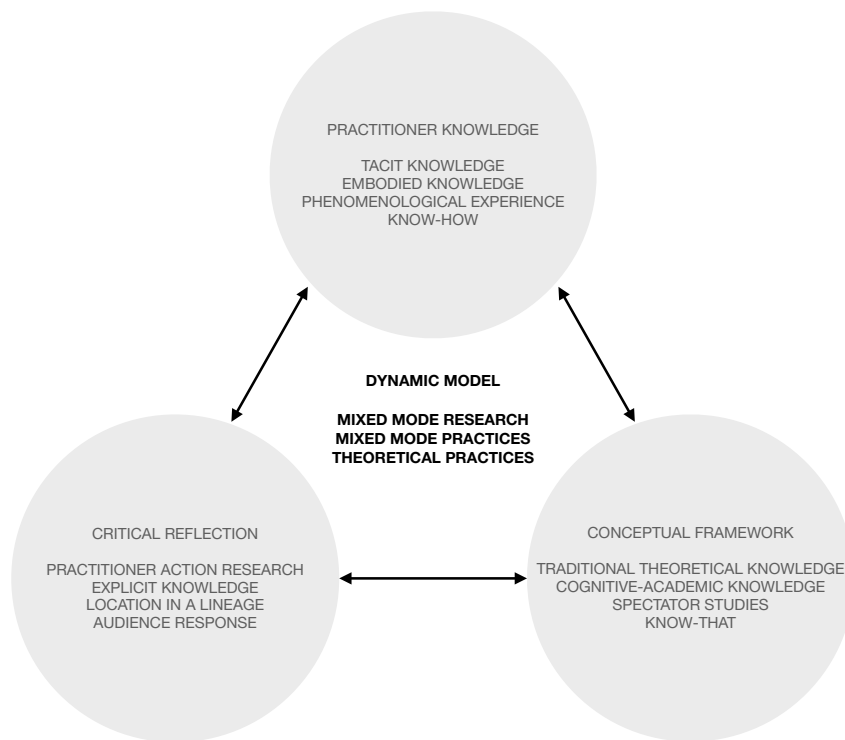 PRACTITIONER KNOWLEDGE
TACIT KNOWLEDGE
EMBODIED KNOWLEDGE
PHENOMENOLOGICAL EXPERIENCE
KNOW-HOW
DYNAMIC MODEL
MIXED MODE RESEARCH
MIXED MODE PRACTICES
THEORETICAL PRACTICES
CRITICAL REFLECTION
PRACTITIONER ACTION RESEARCH
EXPLICIT KNOWLEDGE
LOCATION IN A LINEAGE
AUDIENCE RESPONSE
CONCEPTUAL FRAMEWORK
TRADITIONAL THEORETICAL KNOWLEDGE
COGNITIVE-ACADEMIC KNOWLEDGE
SPECTATOR STUDIES
KNOW-THAT